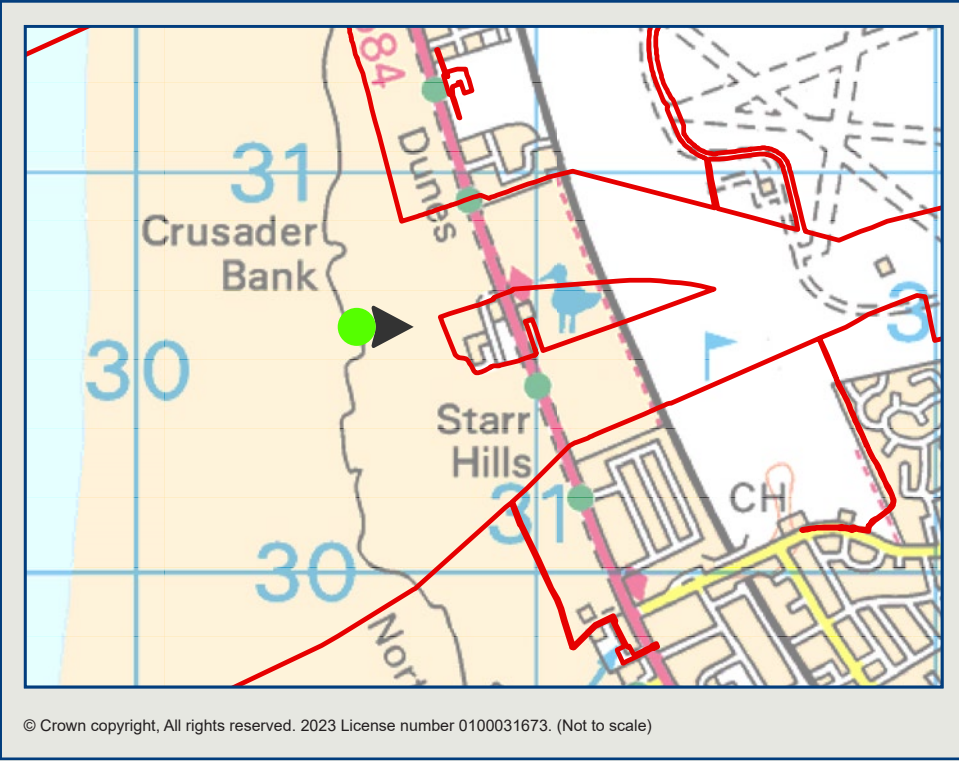 584
Dunes
31
Crusader
Bank
30
3
Starr
Hills
31
CH
30
Nort
© Crown copyright, All rights reserved. 2023 License number 0100031673. (Not to scale)